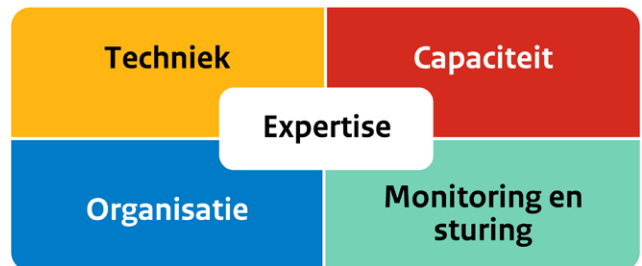 Techniek
Capaciteit
Expertise
Organisatie
Monitoring en
sturing